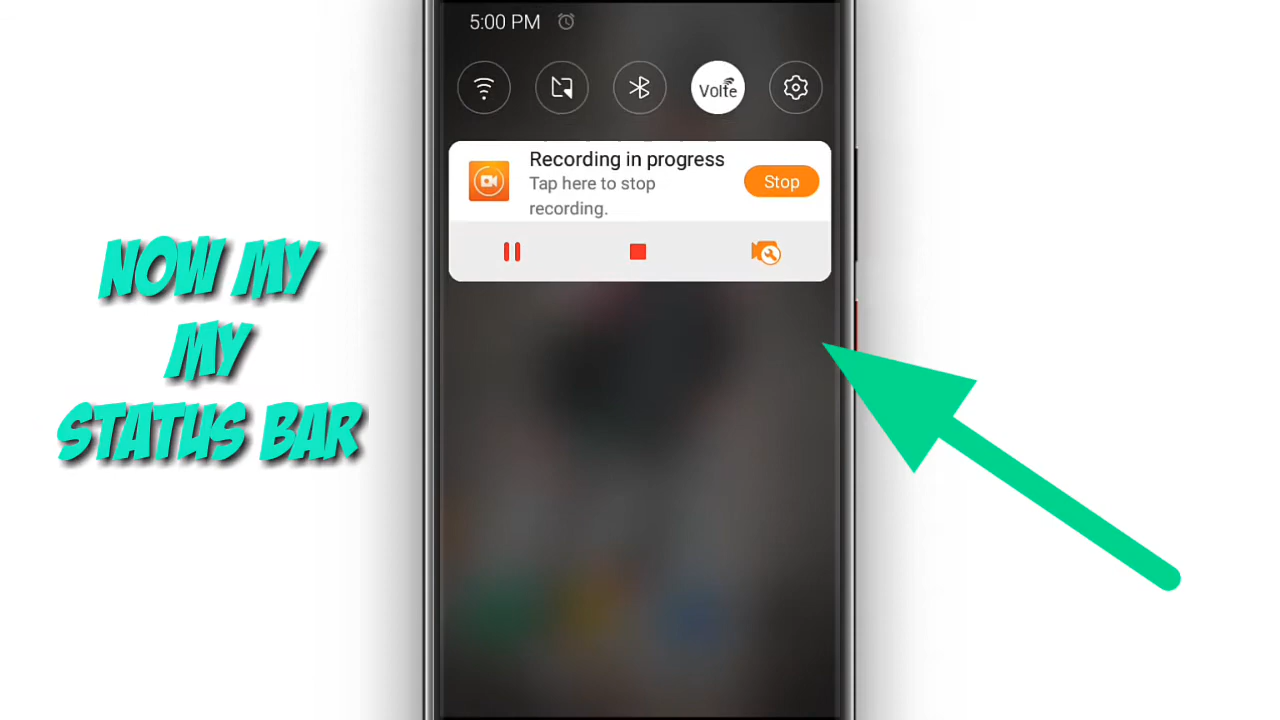 5:00 PM
Volte
Recording in progress
Tap here to stop
recording.
Stop
NOW MY
MY
STATUS BAR